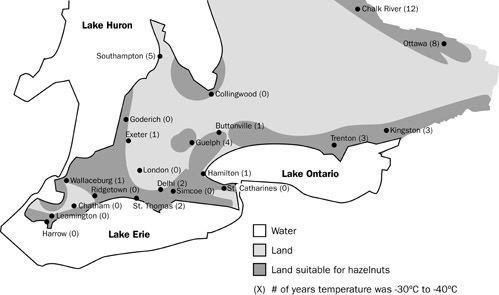 Chalk River (12)
Lake Huron
Ottawa (8)
Southampton (5)
Collingwood (0)
Goderich (0)
Buttonville (1)
Exeter (1)
Kingston (3)
Guelph (4)
Trenton (3)
London (0)
Hamilton (1)
Lake Ontario
Wallaceburg (1)
Delhi (2)
Ridgetown (0)
Simcoe (0)
St. Catharines (0)
Chatham (0)
St. Thomas (2)
Leamington (0)
Harrow (0)
Lake Erie
Water
Land
Land suitable for hazelnuts
(X) # of years temperature was -30ºC to -40ºC